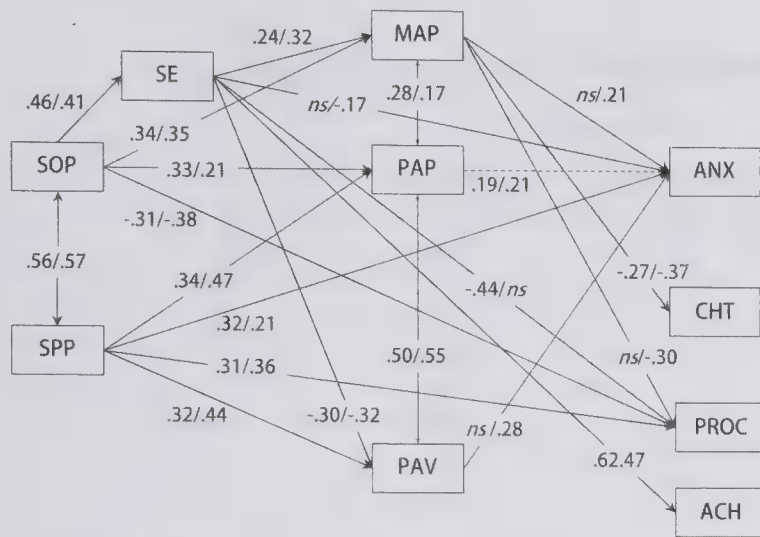 MAP
.24/.32
SE
.28/.17
ns/.21
.46/.41
ns/-.17
.34/.35
SOP
.33/.21
PAP
.19/.21
ANX
-.31/-.38
.56/.57
.34/.47
-.44/ns
-.27/-.37
CHT
.32/.21
SPP
.31/.36
.50/.55
ns/-.30
.32/.44
-.30/-.32
ns/.28
PROC
PAV
.62.47
ACH